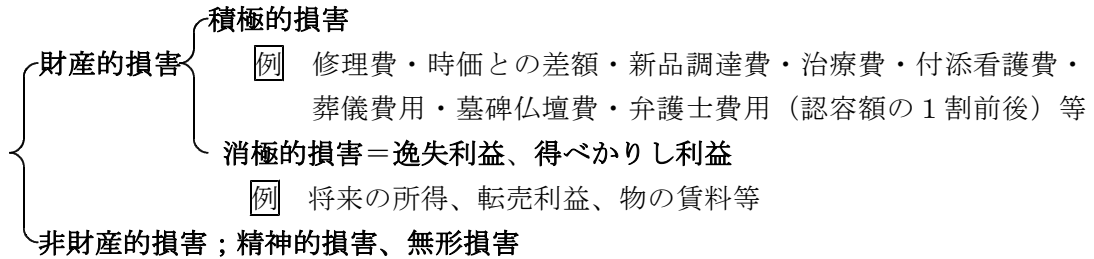 積極的損害
財産的損害
例 修理費・時価との差額・新品調達費・治療費・付添看護費・
葬儀費用・墓碑仏壇費・弁護士費用（認容額の１割前後）等
消極的損害＝逸失利益、得べかりし利益
例 将来の所得、転売利益、物の賃料等
非財産的損害；精神的損害、無形損害